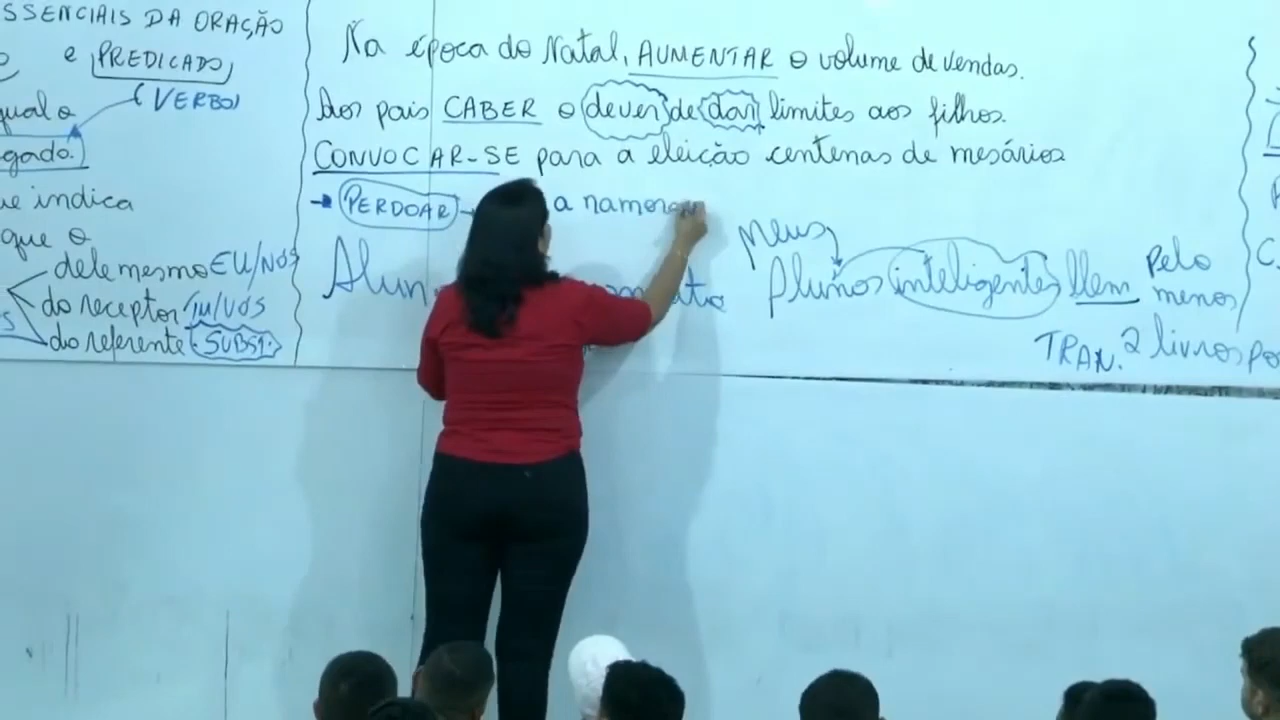 SSENCIAIS DA ORAÇÃO
e PREDICADO
(VERBO)
qual o
gado.
ue indica
que o
dele mesmo EU/NÓS
do receptor TU/VÓS
do referente SUBST.
Na época do Natal, AUMENTAR o volume de vendas.
Aos pais CABER o dever de dar limites aos filhos.
CONVOCAR-SE para a eleição centenas de mesários
PERDOAR a namora
Alun
meus
Alunos inteligentes llem pelo menos
TRAN. 2 livros po